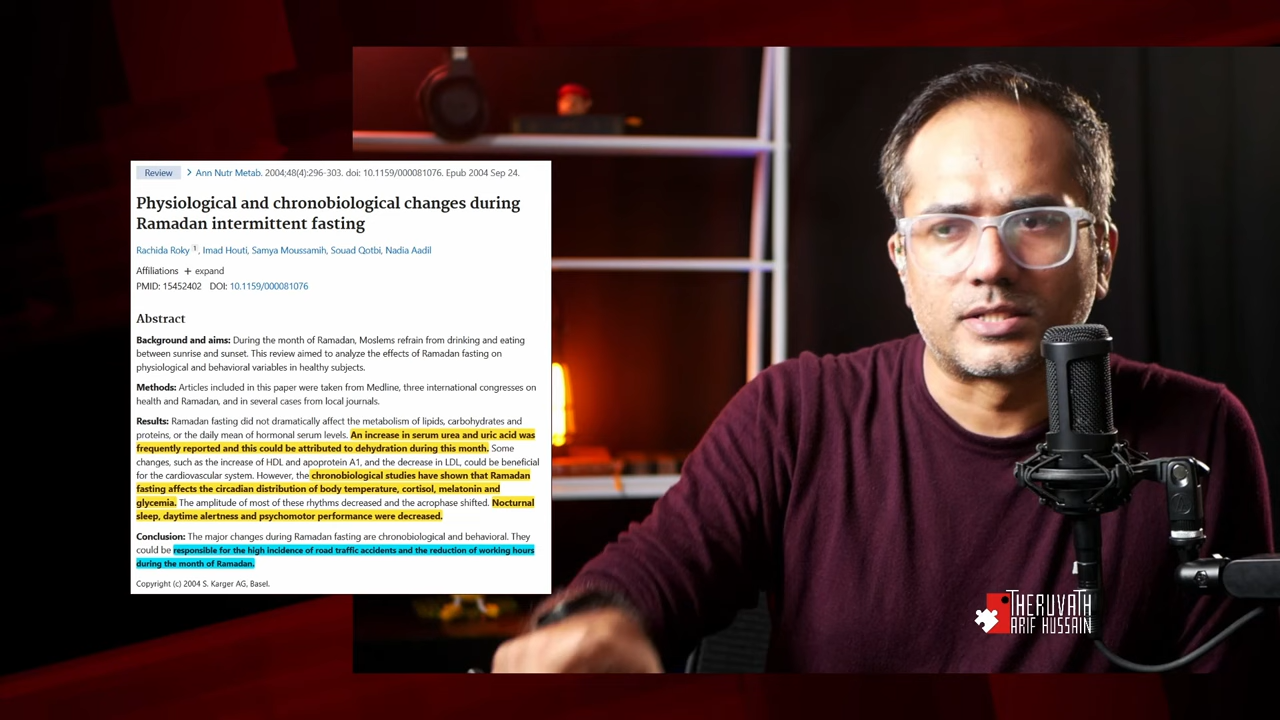 Review > Ann Nutr Metab. 2004;48(4):296-303. doi: 10.1159/000081076. Epub 2004 Sep 24.
Physiological and chronobiological changes during
Ramadan intermittent fasting
Rachida Roky 1, Imad Houti, Samya Moussamih, Souad Qotbi, Nadia Aadil
Affiliations + expand
PMID: 15452402 DOI: 10.1159/000081076
Abstract
Background and aims: During the month of Ramadan, Moslems refrain from drinking and eating
between sunrise and sunset. This review aimed to analyze the effects of Ramadan fasting on
physiological and behavioral variables in healthy subjects.
Methods: Articles included in this paper were taken from Medline, three international congresses on
health and Ramadan, and in several cases from local journals.
Results: Ramadan fasting did not dramatically affect the metabolism of lipids, carbohydrates and
proteins, or the daily mean of hormonal serum levels. An increase in serum urea and uric acid was
frequently reported and this could be attributed to dehydration during this month. Some
changes, such as the increase of HDL and apoprotein A1, and the decrease in LDL, could be beneficial
for the cardiovascular system. However, the chronobiological studies have shown that Ramadan
fasting affects the circadian distribution of body temperature, cortisol, melatonin and
glycemia. The amplitude of most of these rhythms decreased and the acrophase shifted. Nocturnal
sleep, daytime alertness and psychomotor performance were decreased.
Conclusion: The major changes during Ramadan fasting are chronobiological and behavioral. They
could be responsible for the high incidence of road traffic accidents and the reduction of working hours
during the month of Ramadan.
Copyright (c) 2004 S. Karger AG, Basel.
THERUVATH
ARIF HUSSAIN